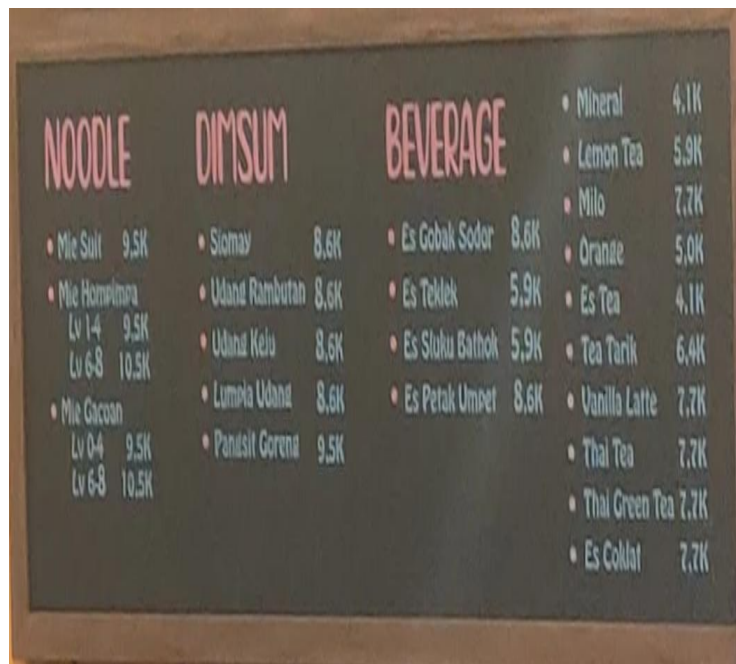 NOODLE
• Mie Suit 9.5K
• Mie Hompimpa
Lv 1-4 9.5K
Lv 6-8 10.5K
• Mie Gacoan
Lv 0-4 9.5K
Lv 6-8 10.5K
DIMSUM
• Siomay 8.6K
• Udang Rambutan 8.6K
• Udang Keju 8.6K
• Lumpia Udang 8.6K
• Pangsit Goreng 9.5K
BEVERAGE
• Es Gobak Sodor 8.6K
• Es Teklek 5.9K
• Es Sluku Bathok 5.9K
• Es Petak Umpet 8.6K
• Mineral 4.1K
• Lemon Tea 5.9K
• Milo 7.7K
• Orange 5.0K
• Es Tea 4.1K
• Tea Tarik 6.4K
• Vanilla Latte 7.7K
• Thai Tea 7.7K
• Thai Green Tea 7.7K
• Es Coklat 7.7K